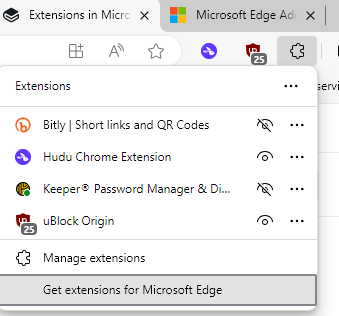 Extensions in Micro
Microsoft Edge Ad
25
Extensions
Bitly | Short links and QR Codes
Hudu Chrome Extension
Keeper® Password Manager & Di...
uBlock Origin
25
Manage extensions
Get extensions for Microsoft Edge